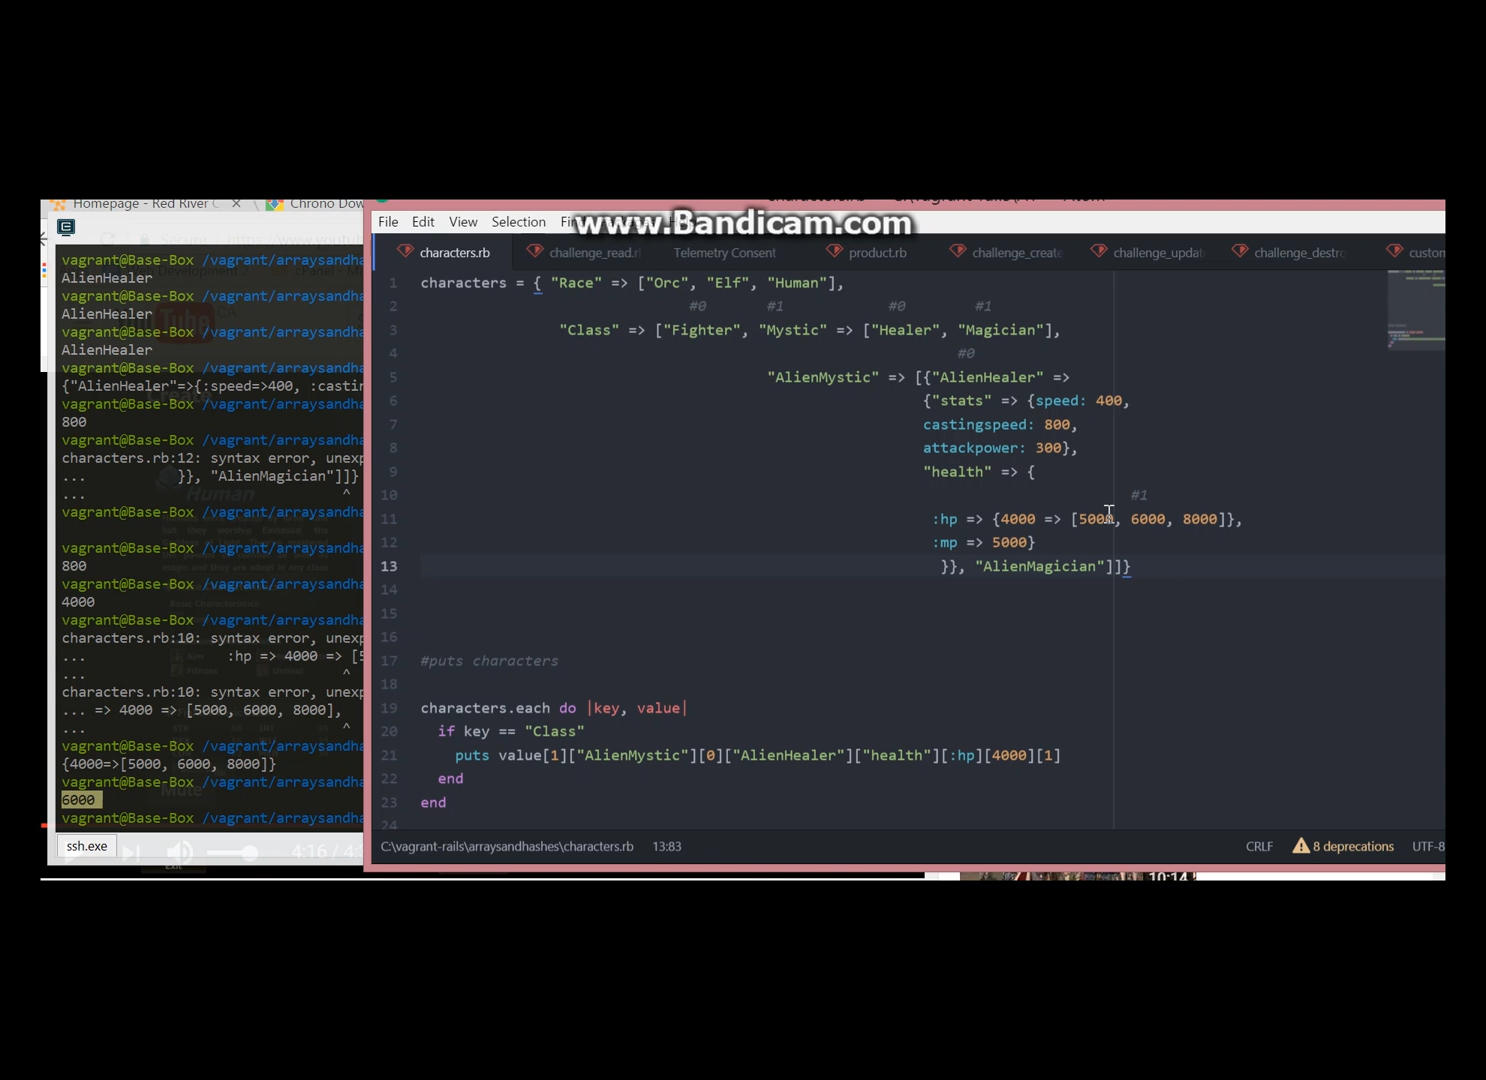 Homepage - Red River C
Chrono Dow
www.Bandicam.com
File Edit View Selection
characters.rb challenge_read.r Telemetry Consent product.rb challenge_create challenge_updat challenge_destro custon
vagrant@Base-Box /vagrant/arraysandha
AlienHealer
vagrant@Base-Box /vagrant/arraysandha
AlienHealer
vagrant@Base-Box /vagrant/arraysandha
AlienHealer
vagrant@Base-Box /vagrant/arraysandha
{"AlienHealer"=>{:speed=>400, :casti
vagrant@Base-Box /vagrant/arraysandha
800
vagrant@Base-Box /vagrant/arraysandha
characters.rb:12: syntax error, unex
... }}, "AlienMagician"]]}
... ^
vagrant@Base-Box /vagrant/arraysandha
vagrant@Base-Box /vagrant/arraysandha
800
vagrant@Base-Box /vagrant/arraysandha
4000
vagrant@Base-Box /vagrant/arraysandha
characters.rb:10: syntax error, unexp
... :hp => 4000 => [5
... ^
characters.rb:10: syntax error, unexp
... => 4000 => [5000, 6000, 8000],
... ^
vagrant@Base-Box /vagrant/arraysandha
{4000=>[5000, 6000, 8000]}
vagrant@Base-Box /vagrant/arraysandha
6000
vagrant@Base-Box /vagrant/arraysandha
ssh.exe
4:16
1 characters = { "Race" => ["Orc", "Elf", "Human"],
2 #0 #1 #0 #1
3 "Class" => ["Fighter", "Mystic" => ["Healer", "Magician"],
4 #0
5 "AlienMystic" => [{"AlienHealer" =>
6 {"stats" => {speed: 400,
7 castingspeed: 800,
8 attackpower: 300},
9 "health" => {
10 #1
11 :hp => {4000 => [5000, 6000, 8000]},
12 :mp => 5000}
13 }}, "AlienMagician"]]}
14
15
16
17 #puts characters
18
19 characters.each do |key, value|
20 if key == "Class"
21 puts value[1]["AlienMystic"][0]["AlienHealer"]["health"][:hp][4000][1]
22 end
23 end
24
C:\vagrant-rails\arraysandhashes\characters.rb 13:83 CRLF 8 deprecations UTF-8
10:14